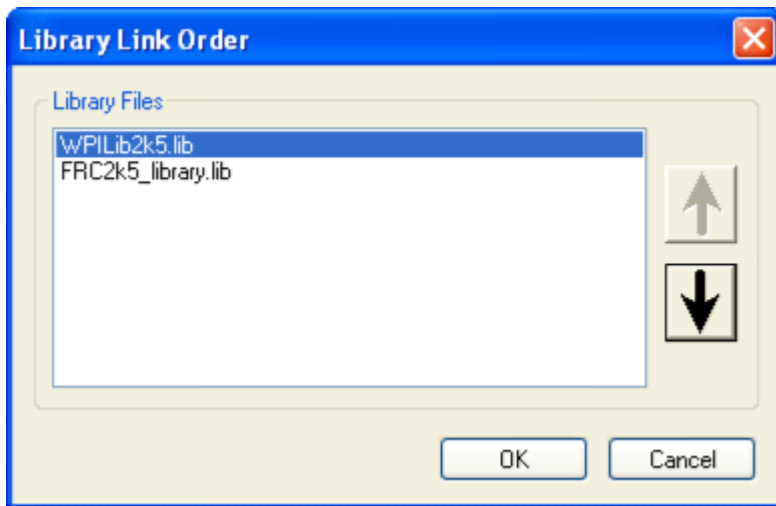 Library Link Order
Library Files
WPILib2k5.lib
FRC2k5_library.lib
OK
Cancel